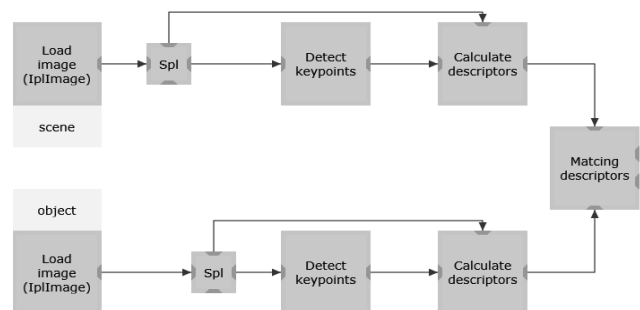 Load
image
(IplImage)
Spl
Detect
keypoints
Calculate
descriptors
scene
Matcing
descriptors
object
Load
image
(IplImage)
Spl
Detect
keypoints
Calculate
descriptors